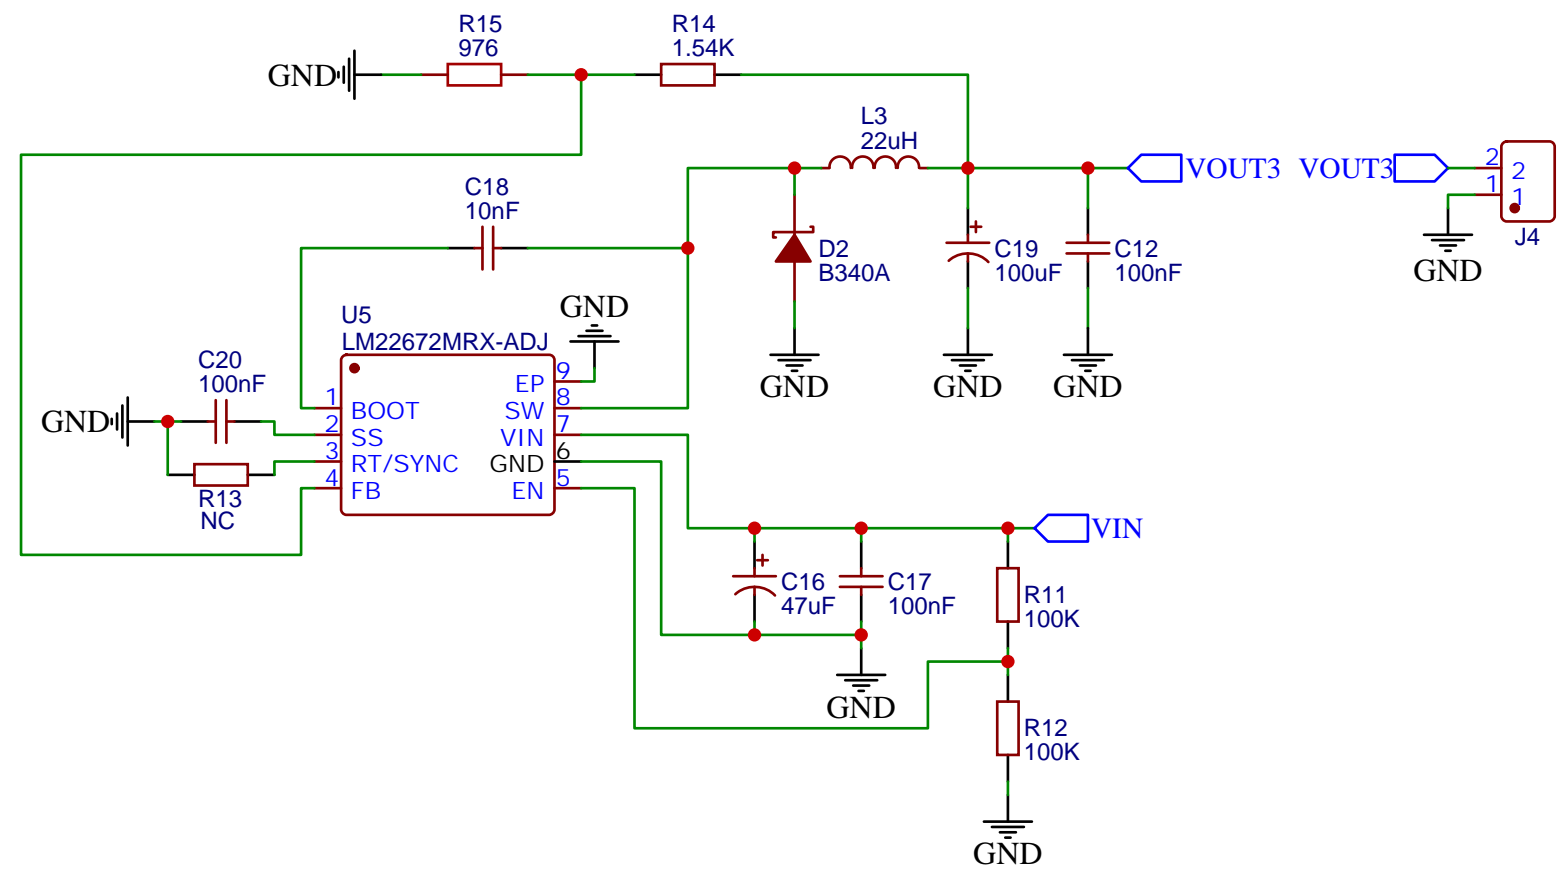 R15
976
R14
1.54K
GND
L3
22uH
VOUT3
VOUT3
2
2
1
1
J4
GND
C18
10nF
D2
B340A
C19
100uF
C12
100nF
+
GND
GND
GND
GND
U5
LM22672MRX-ADJ
C20
100nF
GND
R13
NC
1
BOOT
2
SS
3
RT/SYNC
4
FB
9
EP
8
SW
7
VIN
6
GND
5
EN
VIN
+
C16
47uF
C17
100nF
R11
100K
GND
R12
100K
GND